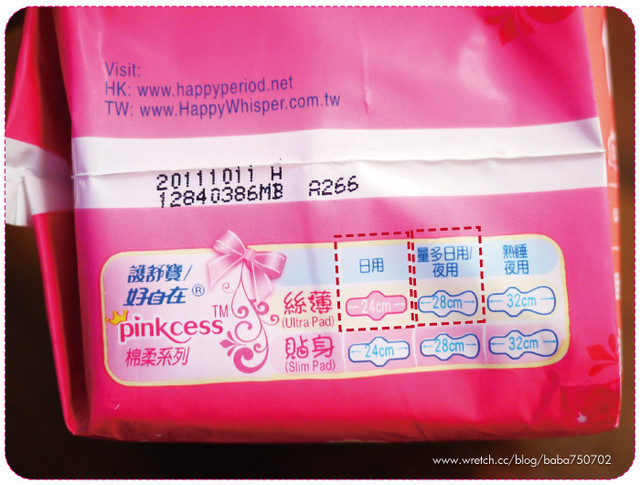 Visit:
HK: www.happyperiod.net
TW: www.HappyWhisper.com.tw
20111011 H
12840386MB A266
護舒寶/
好自在®
pinkcess™
棉柔系列
日用
量多日用/
夜用
熟睡
夜用
絲薄
(Ultra Pad)
24cm
28cm
32cm
貼身
(Slim Pad)
24cm
28cm
32cm
www.wretch.cc/blog/baba750702